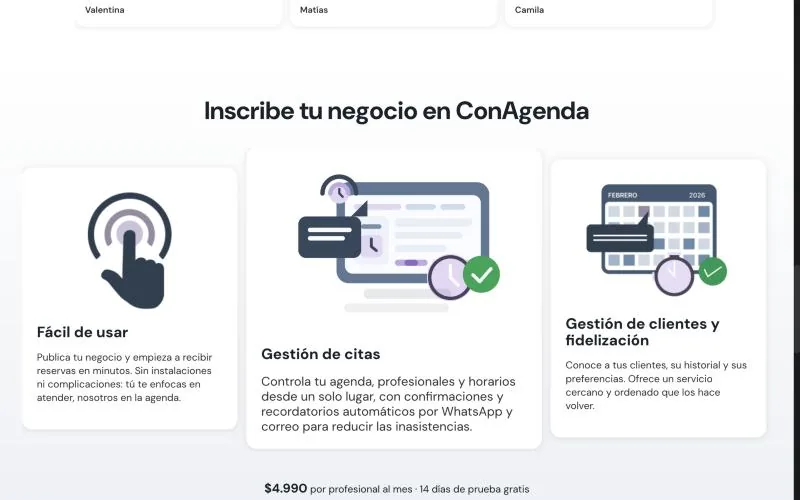 Valentina
Matías
Camila
Inscribe tu negocio en ConAgenda
Fácil de usar
Publica tu negocio y empieza a recibir
reservas en minutos. Sin instalaciones
ni complicaciones: tú te enfocas en
atender, nosotros en la agenda.
Gestión de citas
Controla tu agenda, profesionales y horarios
desde un solo lugar, con confirmaciones y
recordatorios automáticos por WhatsApp y
correo para reducir las inasistencias.
FEBRERO 2026
Gestión de clientes y
fidelización
Conoce a tus clientes, su historial y sus
preferencias. Ofrece un servicio
cercano y ordenado que los hace
volver.
$4.990 por profesional al mes · 14 días de prueba gratis